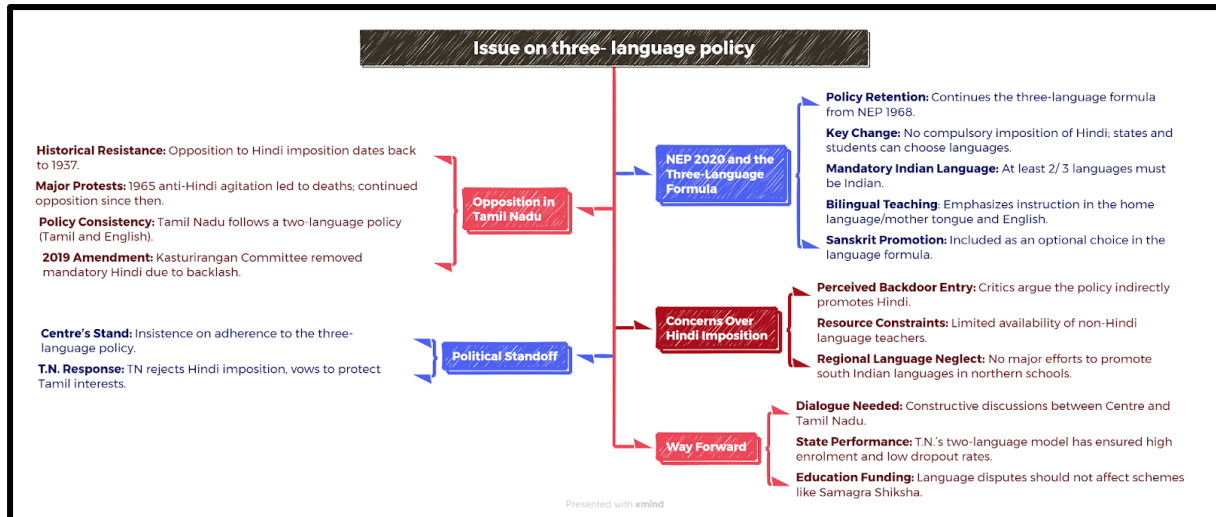 Issue on three- language policy
Historical Resistance: Opposition to Hindi imposition dates back
to 1937.
Major Protests: 1965 anti-Hindi agitation led to deaths; continued
opposition since then.
Policy Consistency: Tamil Nadu follows a two-language policy
(Tamil and English).
2019 Amendment: Kasturirangan Committee removed
mandatory Hindi due to backlash.
Opposition in
Tamil Nadu
Centre's Stand: Insistence on adherence to the three-
language policy.
T.N. Response: TN rejects Hindi imposition, vows to protect
Tamil interests.
Political Standoff
NEP 2020 and the
Three-Language
Formula
Policy Retention: Continues the three-language formula
from NEP 1968.
Key Change: No compulsory imposition of Hindi; states and
students can choose languages.
Mandatory Indian Language: At least 2/ 3 languages must
be Indian.
Bilingual Teaching: Emphasizes instruction in the home
language/mother tongue and English.
Sanskrit Promotion: Included as an optional choice in the
language formula.
Concerns Over
Hindi Imposition
Perceived Backdoor Entry: Critics argue the policy indirectly
promotes Hindi.
Resource Constraints: Limited availability of non-Hindi
language teachers.
Regional Language Neglect: No major efforts to promote
south Indian languages in northern schools.
Way Forward
Dialogue Needed: Constructive discussions between Centre and
Tamil Nadu.
State Performance: T.N.'s two-language model has ensured high
enrolment and low dropout rates.
Education Funding: Language disputes should not affect schemes
like Samagra Shiksha.
Presented with xmind